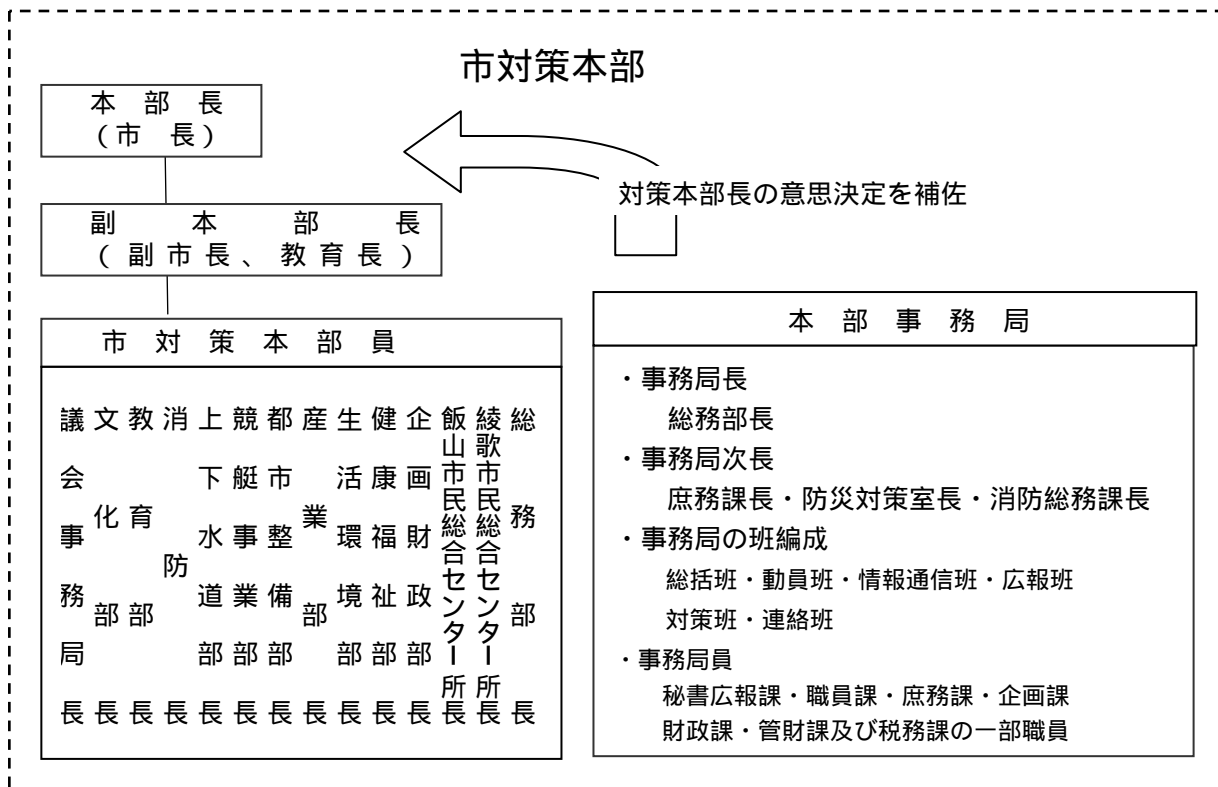 市対策本部
本部長
(市長)
対策本部長の意思決定を補佐
副本部長
(副市長、教育長)
市対策本部員
総務部長
綾歌市民総合センター所長
飯山市民総合センター所長
企画財政部長
健康福祉部長
生活環境部長
産業部長
都市整備部長
競艇事業部長
上下水道部長
消防長
教育部長
文化部長
議会事務局長
本部事務局
・事務局長
総務部長
・事務局次長
庶務課長・防災対策室長・消防総務課長
・事務局の班編成
総括班・動員班・情報通信班・広報班
対策班・連絡班
・事務局員
秘書広報課・職員課・庶務課・企画課
財政課・管財課及び税務課の一部職員